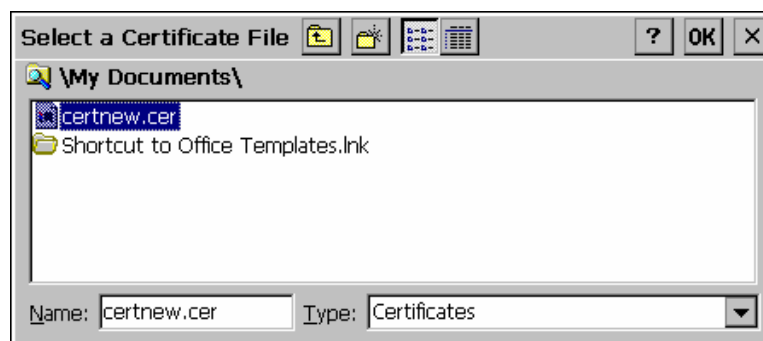 Select a Certificate File ? OK ×
\My Documents\
certnew.cer
Shortcut to Office Templates.lnk
Name: certnew.cer Type: Certificates